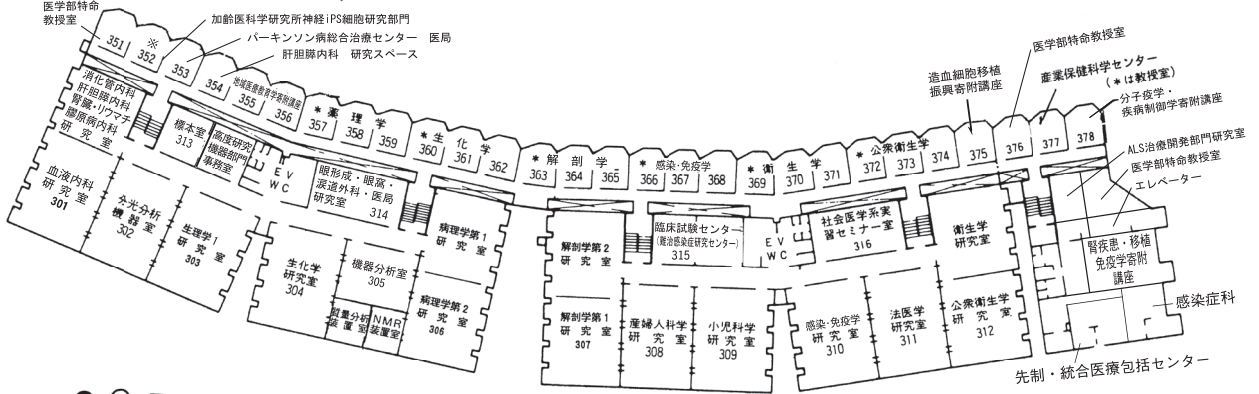 医学部特命
教授室
加齢医科学研究所神経iPS細胞研究部門
パーキンソン病総合治療センター 医局
肝胆膵内科 研究スペース
351
※
352
353
354
地域医療教育学寄附講座
355
356
*薬理学
357
358
359
*生化学
360
361
362
*解剖学
363
364
365
*感染・免疫学
366
367
368
*衛生学
369
370
371
*公衆衛生学
372
373
374
375
376
377
378
造血細胞移植
振興寄附講座
医学部特命教授室
産業保健科学センター
(*は教授室)
分子疫学・
疾病制御学寄附講座
ALS治療開発部門研究室
医学部特命教授室
エレベーター
消化管内科
肝胆膵内科
腎臓・リウマチ
膠原病内科
研究室
標本室
313
高度研究
機器部門
事務室
EV
WC
眼形成・眼窩・
涙道外科・医局
研究室
314
病理学第1
研究室
解剖学第2
研究室
臨床試験センター
(難治感染症研究センター)
315
EV
WC
社会医学系実
習セミナー室
316
衛生学
研究室
腎疾患・移植
免疫学寄附
講座
血液内科
研究室
301
分光分析
機器室
302
生理学1
研究室
303
生化学
研究室
304
機器分析室
305
質量分析
装置室
NMR
装置室
病理学第2
研究室
306
解剖学第1
研究室
307
産婦人科学
研究室
308
小児科学
研究室
309
感染・免疫学
研究室
310
法医学
研究室
311
公衆衛生学
研究室
312
感染症科
先制・統合医療包括センター